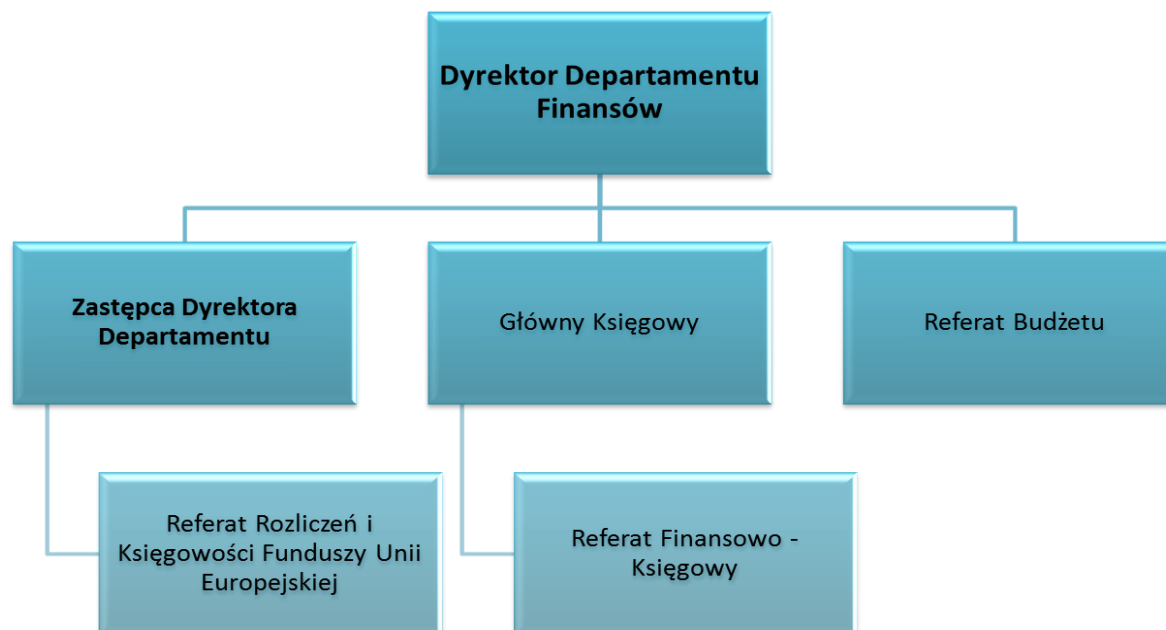 Dyrektor Departamentu
Finansów
Zastępca Dyrektora
Departamentu
Główny Księgowy
Referat Budżetu
Referat Rozliczeń i
Księgowości Funduszy Unii
Europejskiej
Referat Finansowo -
Księgowy